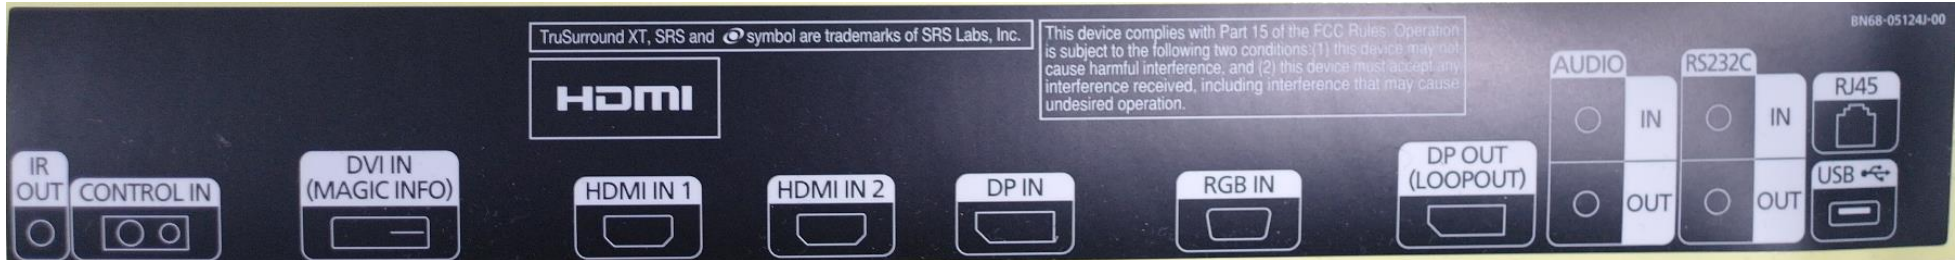 BN68-05124J-00
TruSurround XT, SRS and symbol are trademarks of SRS Labs, Inc.
This device complies with Part 15 of the FCC Rules. Operation
is subject to the following two conditions:(1) this device may not
cause harmful interference, and (2) this device must accept any
interference received, including interference that may cause
undesired operation.
HDMI
IR
OUT
CONTROL IN
DVI IN
(MAGIC INFO)
HDMI IN 1
HDMI IN 2
DP IN
RGB IN
DP OUT
(LOOPOUT)
AUDIO
IN
OUT
RS232C
IN
OUT
RJ45
USB